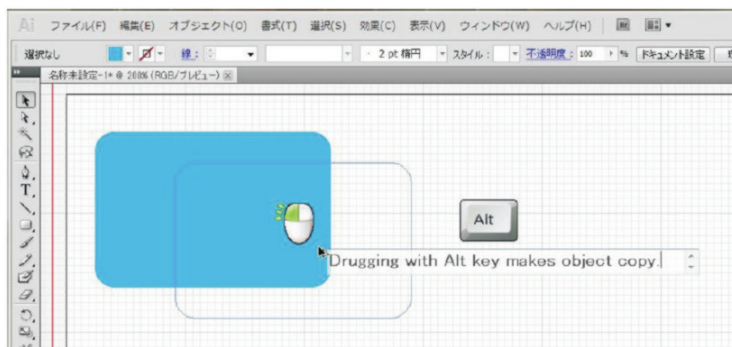 Ai ファイル(F) 編集(E) オブジェクト(O) 書式(T) 選択(S) 効果(C) 表示(V) ウィンドウ(W) ヘルプ(H)
選択なし 線: 2 pt 楕円 スタイル: 不透明度: 100 % ドキュメント設定
名称未設定-1* @ 208% (RGB/プレビュー)
T
Alt
Drugging with Alt key makes object copy.